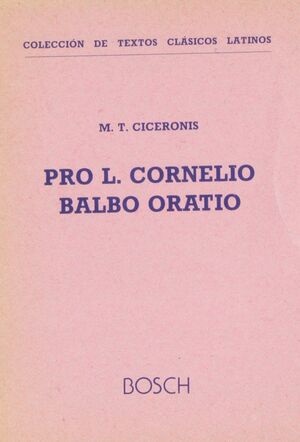 COLECCIÓN DE TEXTOS CLÁSICOS LATINOS
M. T. CICERONIS
PRO L. CORNELIO
BALBO ORATIO
BOSCH